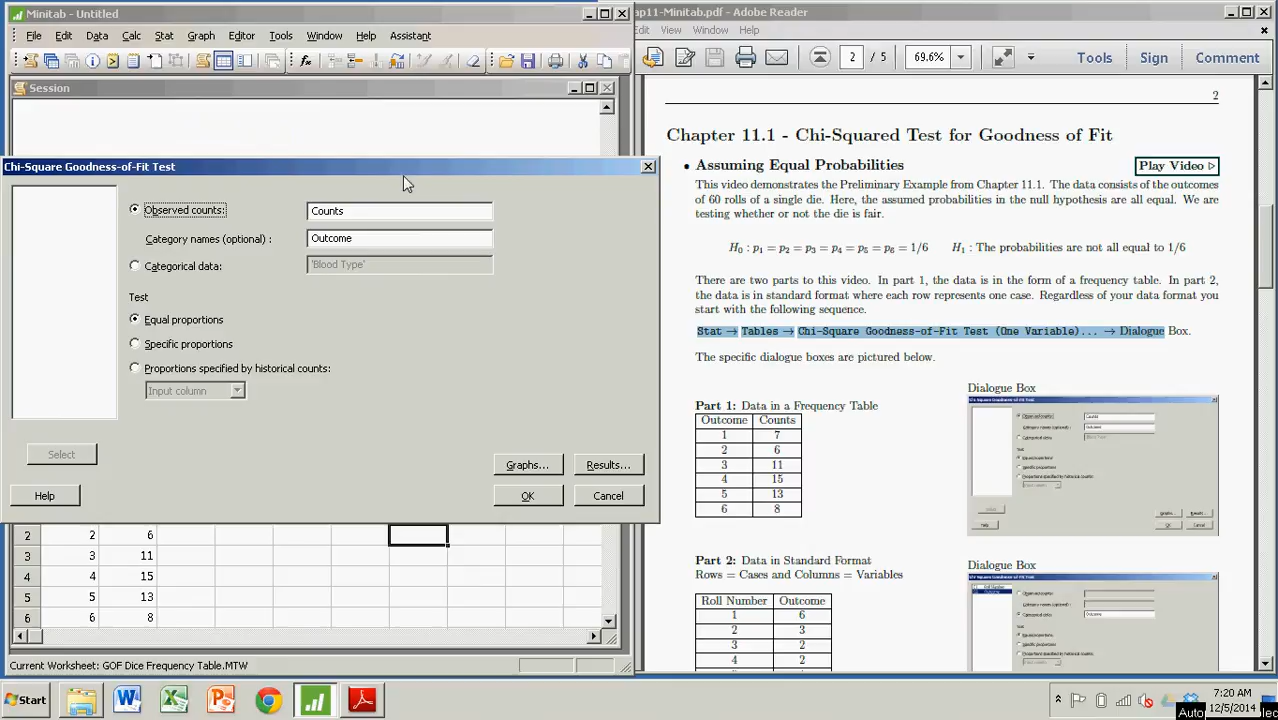 Minitab - Untitled
File Edit Data Calc Stat Graph Editor Tools Window Help Assistant
Session
Chi-Square Goodness-of-Fit Test
Observed counts: Counts
Category names (optional) : Outcome
Categorical data: 'Blood Type'
Test
Equal proportions
Specific proportions
Proportions specified by historical counts:
Input column
Select
Graphs... Results...
Help OK Cancel
2 2 6
3 3 11
4 4 15
5 5 13
6 6 8
Current Worksheet: GOF Dice Frequency Table.MTW
ap11-Minitab.pdf - Adobe Reader
View Window Help
2 / 5 69,6% Tools Sign Comment
2
Chapter 11.1 - Chi-Squared Test for Goodness of Fit
• Assuming Equal Probabilities Play Video ▷
This video demonstrates the Preliminary Example from Chapter 11.1. The data consists of the outcomes
of 60 rolls of a single die. Here, the assumed probabilities in the null hypothesis are all equal. We are
testing whether or not the die is fair.
H₀ : p₁ = p₂ = p₃ = p₄ = p₅ = p₆ = 1/6 H₁ : The probabilities are not all equal to 1/6
There are two parts to this video. In part 1, the data is in the form of a frequency table. In part 2,
the data is in standard format where each row represents one case. Regardless of your data format you
start with the following sequence.
Stat → Tables → Chi-Square Goodness-of-Fit Test (One Variable)... → Dialogue Box.
The specific dialogue boxes are pictured below.
Part 1: Data in a Frequency Table
Outcome Counts
1 7
2 6
3 11
4 15
5 13
6 8
Dialogue Box
Part 2: Data in Standard Format
Rows = Cases and Columns = Variables
Roll Number Outcome
1 6
2 3
3 2
4 2
Dialogue Box
Start
7:20 AM
12/5/2014